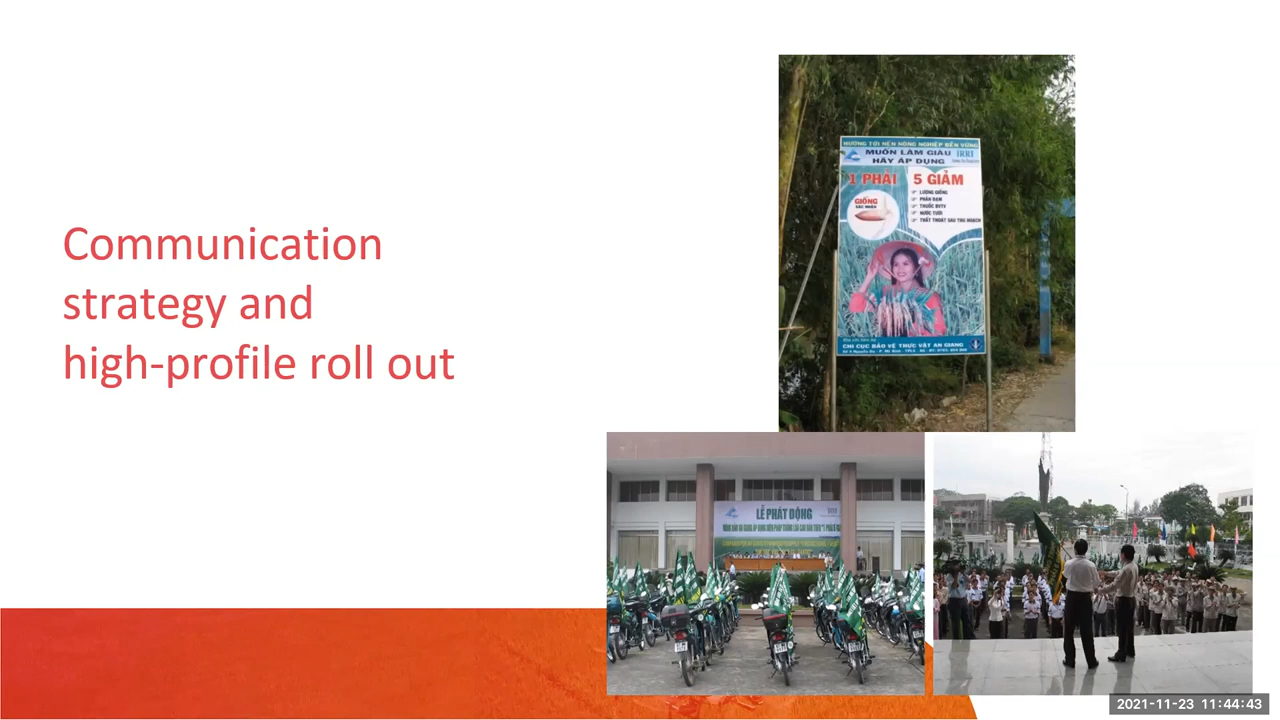 Communication
strategy and
high-profile roll out
HƯỚNG TỚI NỀN NÔNG NGHIỆP BỀN VỮNG
MUỐN LÀM GIÀU
HÃY ÁP DỤNG
IRRI
1 PHẢI 5 GIẢM
GIỐNG
XÁC NHẬN
LƯỢNG GIỐNG
PHÂN ĐẠM
THUỐC BVTV
NƯỚC TƯỚI
THẤT THOÁT SAU THU HOẠCH
CHI CỤC BẢO VỆ THỰC VẬT AN GIANG
LỄ PHÁT ĐỘNG
2021-11-23 11:44:43